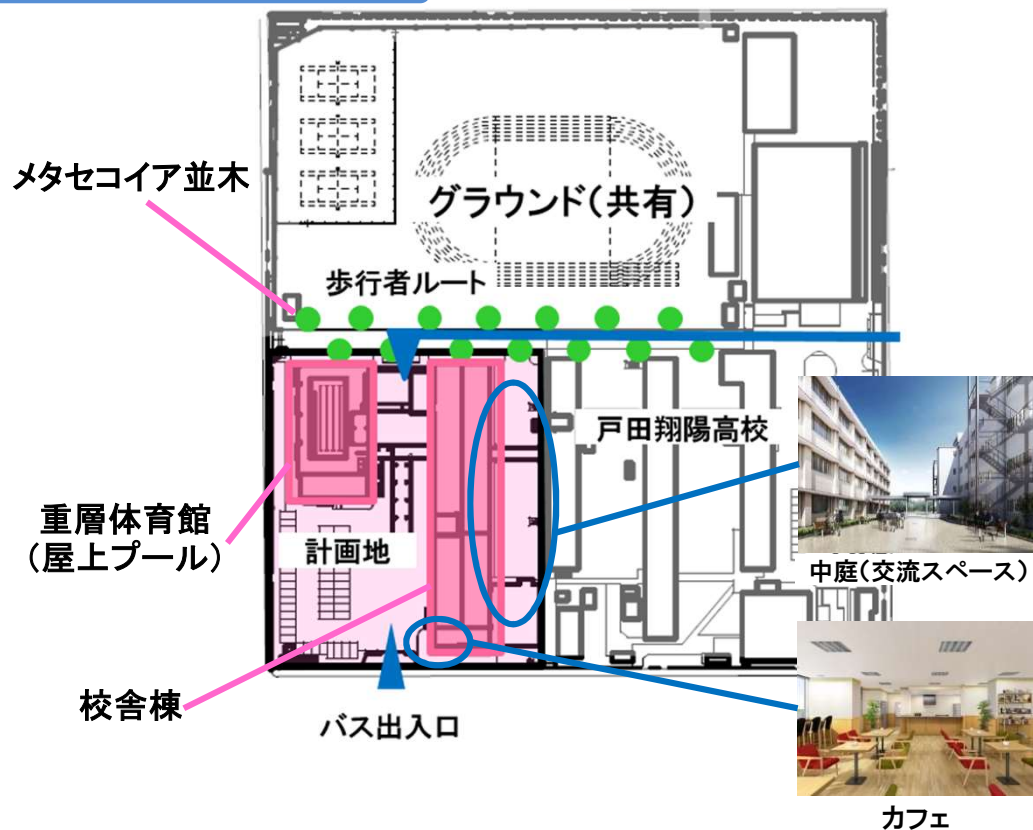 メタセコイア並木
グラウンド(共有)
歩行者ルート
戸田翔陽高校
重層体育館
(屋上プール)
計画地
中庭(交流スペース)
校舎棟
バス出入口
カフェ